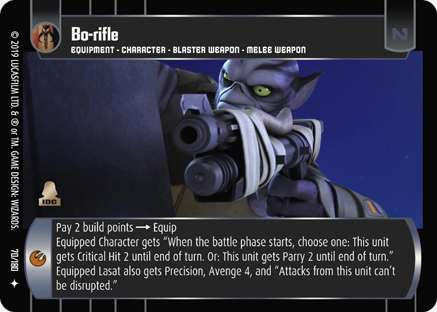 Bo-rifle
EQUIPMENT - CHARACTER - BLASTER WEAPON - MELEE WEAPON
N
© 2019 LUCASFILM LTD. & ® OR TM. GAME DESIGN: WIZARDS.
IDC
70/180
Pay 2 build points → Equip
Equipped Character gets “When the battle phase starts, choose one: This unit
gets Critical Hit 2 until end of turn. Or: This unit gets Parry 2 until end of turn.”
Equipped Lasat also gets Precision, Avenge 4, and “Attacks from this unit can’t
be disrupted.”